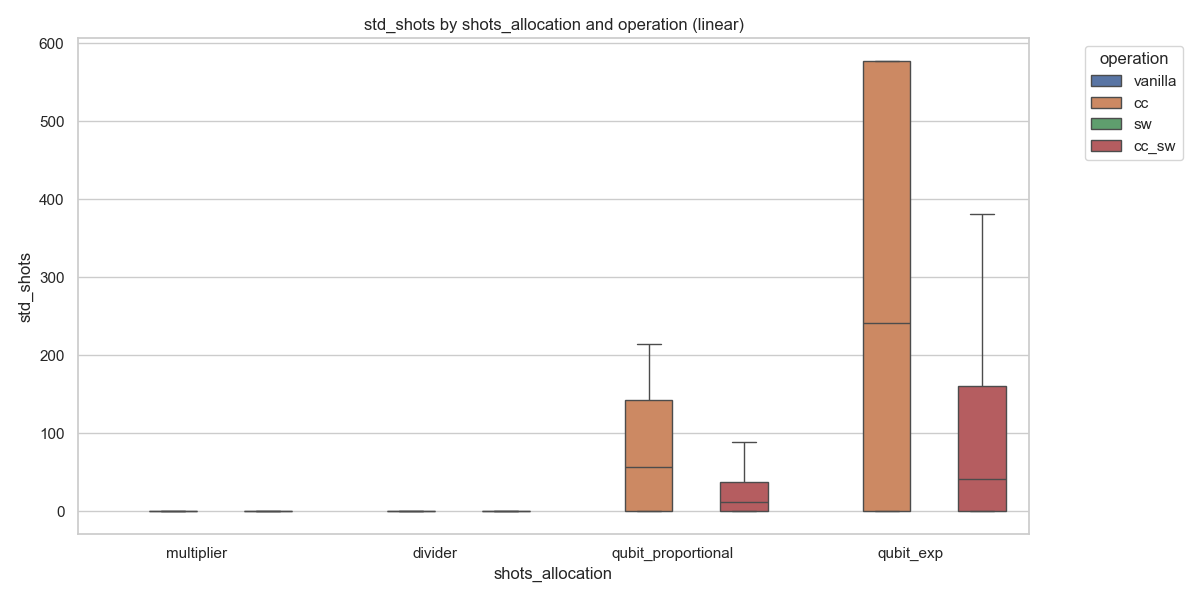 std_shots by shots_allocation and operation (linear)
operation
vanilla
cc
sw
cc_sw
std_shots
600
500
400
300
200
100
0
multiplier
divider
qubit_proportional
qubit_exp
shots_allocation